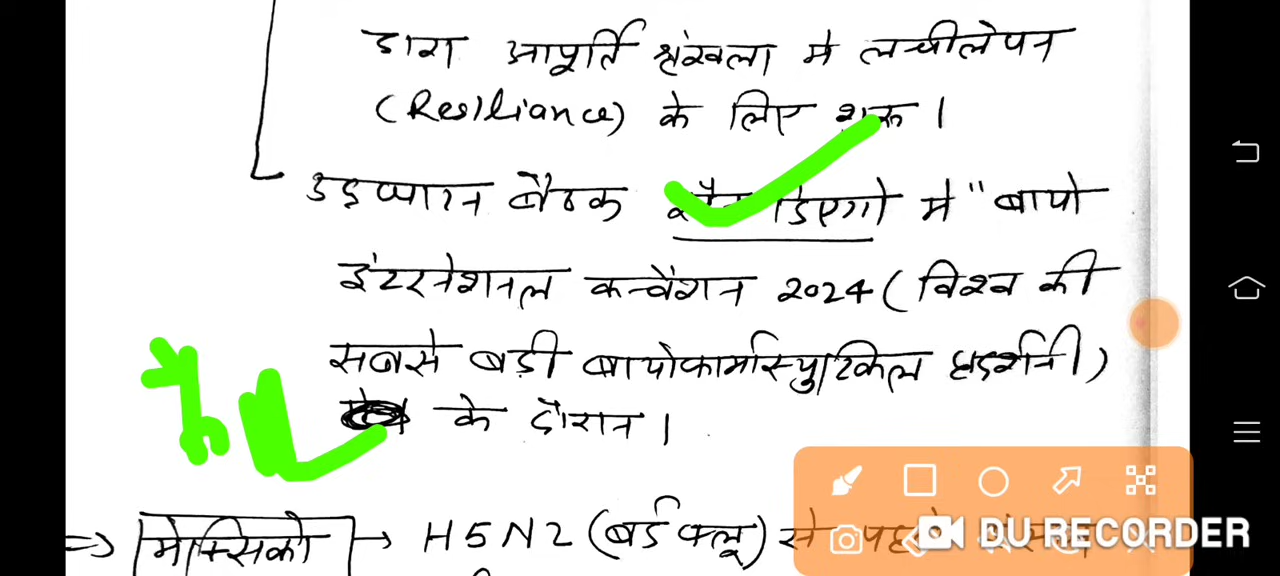 द्वारा आपूर्ति श्रृंखला मे लचीलेपन
(Resiliance) के लिए शुरू।
उद्घाटन बैठक डिएगो मे "बायो
इंटरनेशनल कन्वेंशन 2024 (विश्व की
सबसे बड़ी बायोफार्मास्युटिकल प्रदर्शनी)
के दौरान।
=> मेक्सिको → H5N2 (बर्ड फ्लू) से
DU RECORDER